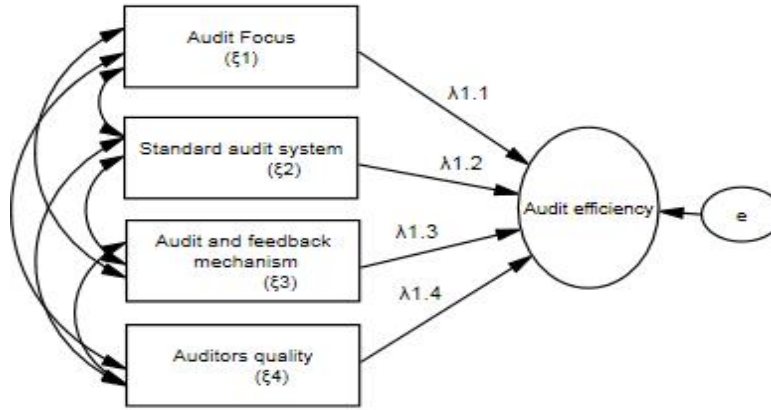 Audit Focus
(ξ1)
λ1.1
Standard audit system
(ξ2)
λ1.2
Audit efficiency
e
Audit and feedback
mechanism
(ξ3)
λ1.3
λ1.4
Auditors quality
(ξ4)